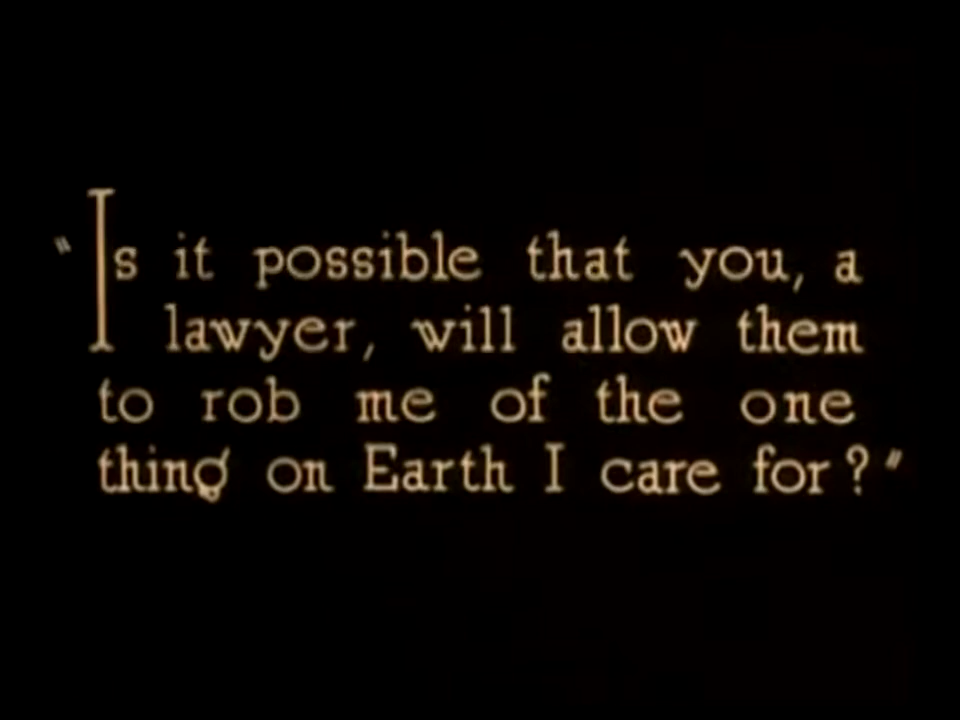 "Is it possible that you, a
lawyer, will allow them
to rob me of the one
thing on Earth I care for?"